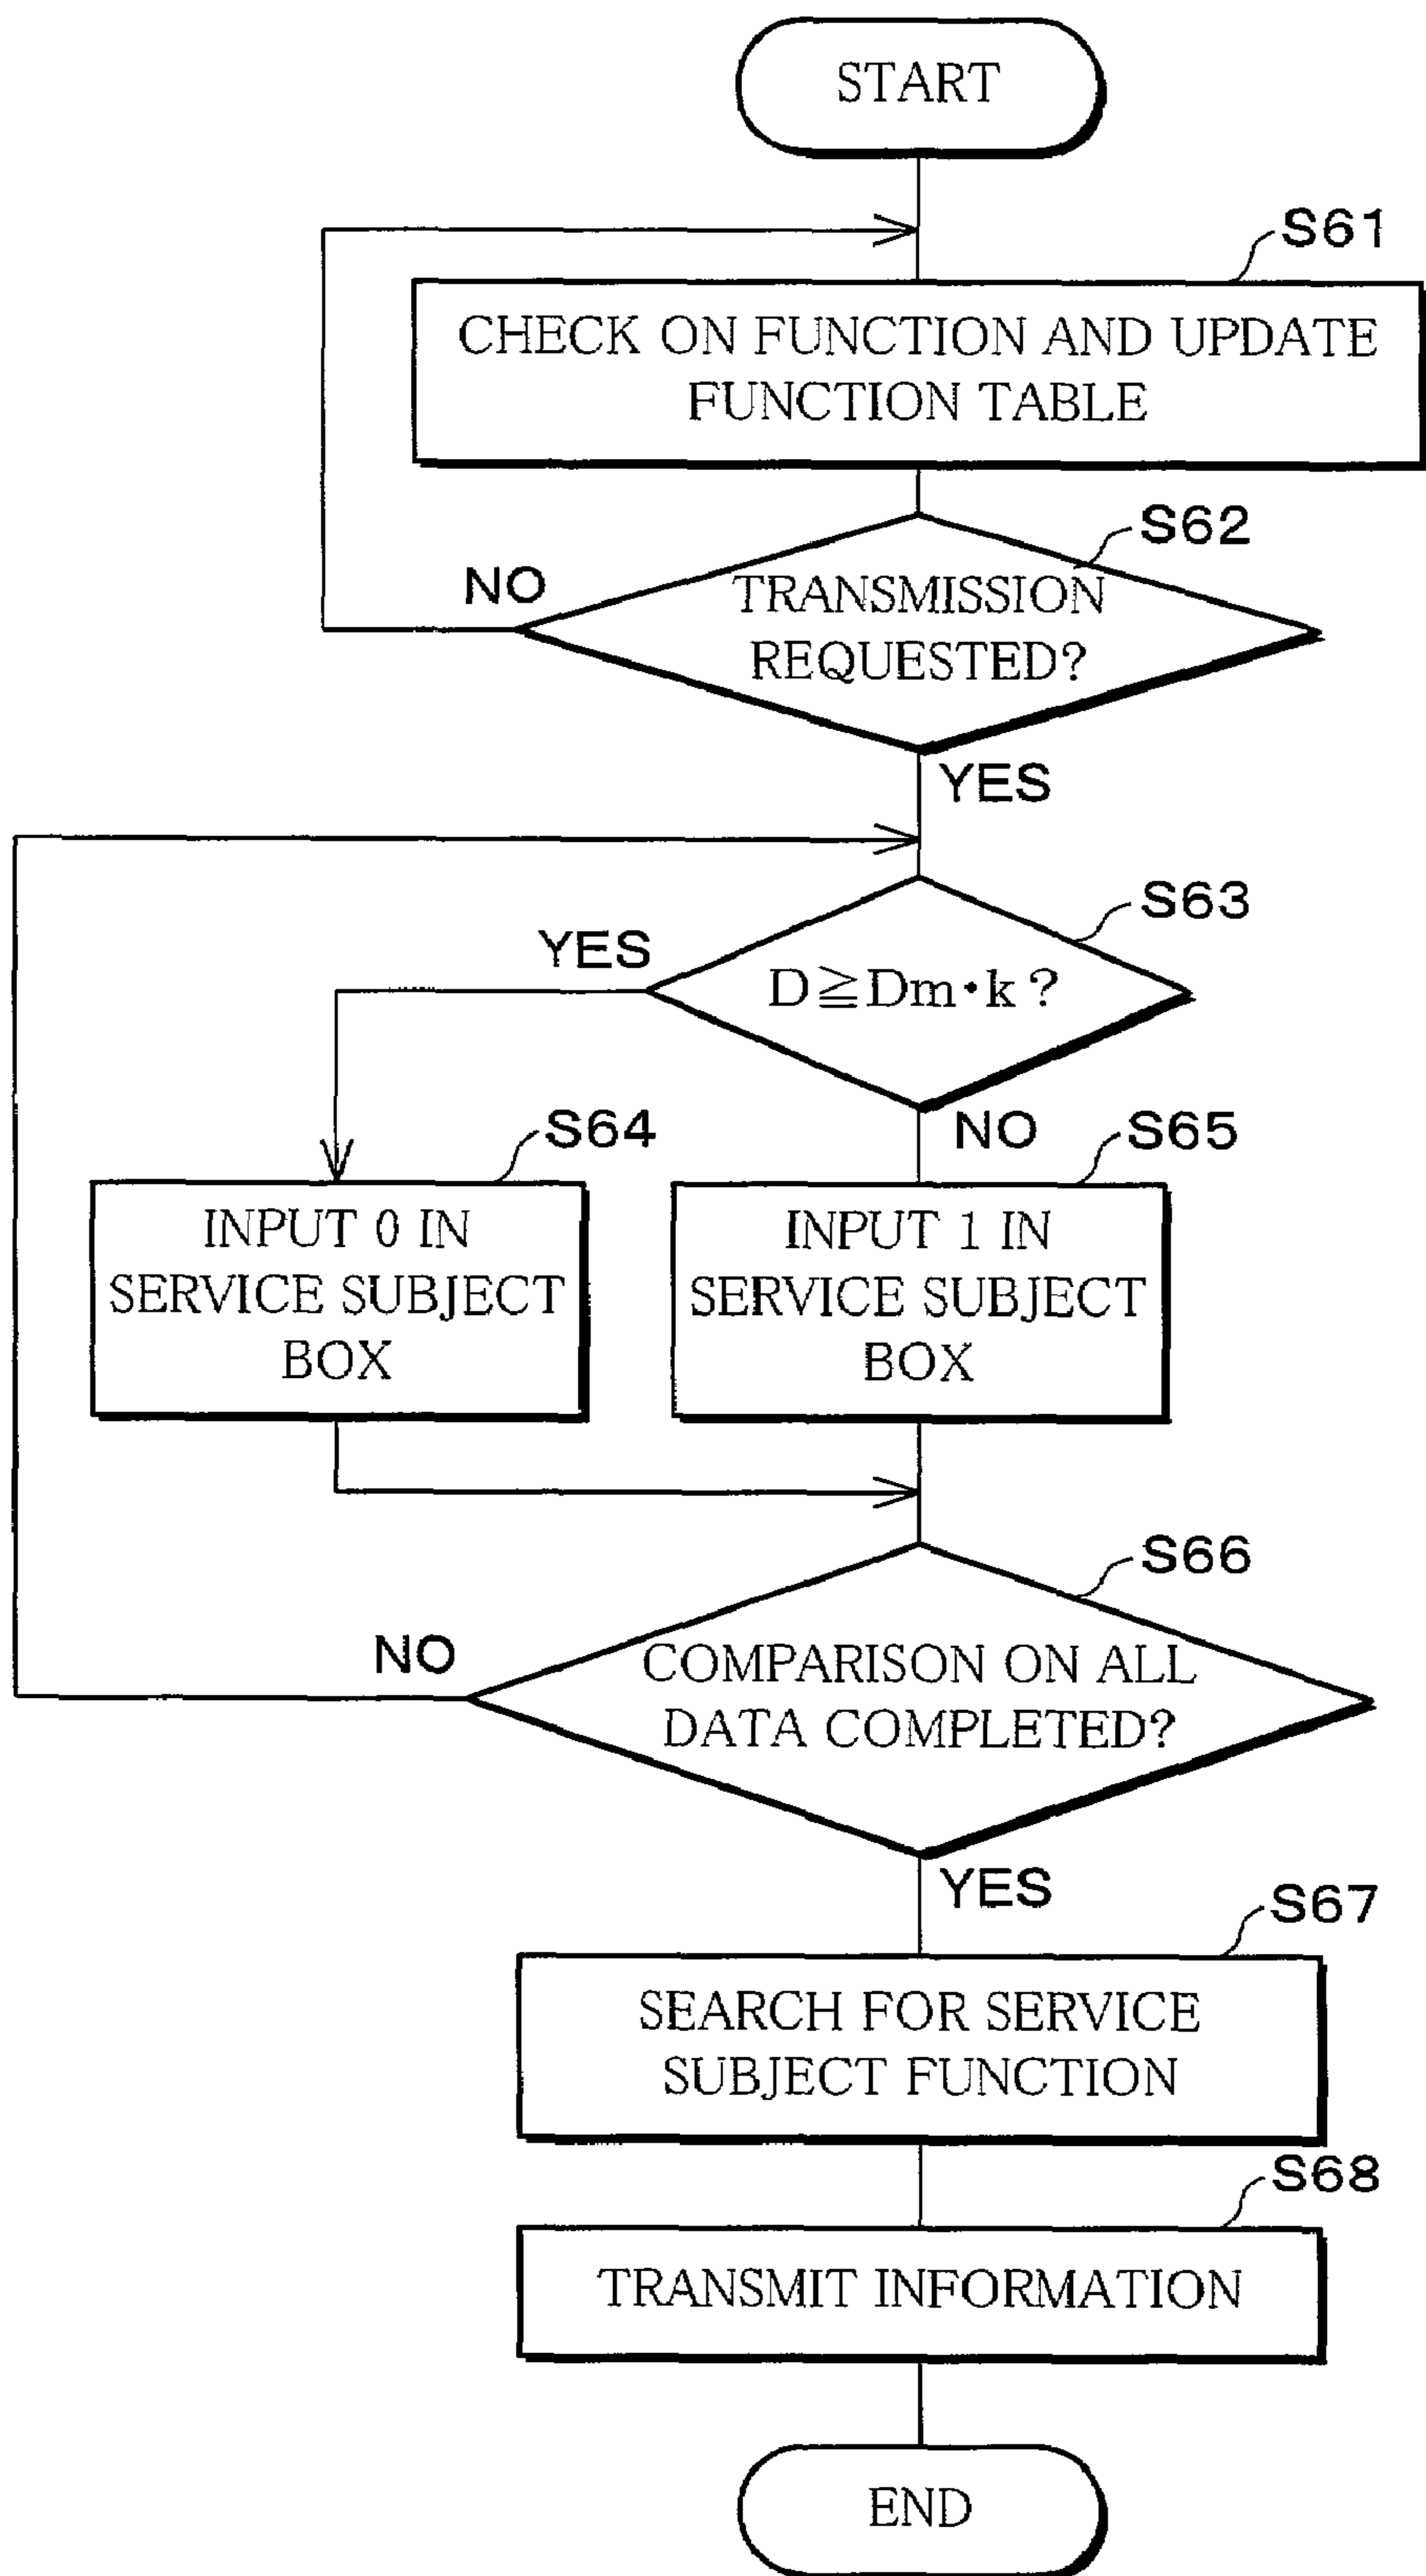 START
S61
CHECK ON FUNCTION AND UPDATE
FUNCTION TABLE
S62
NO
TRANSMISSION
REQUESTED?
YES
S63
YES
D≧Dm·k?
NO
S64
S65
INPUT 0 IN
SERVICE SUBJECT
BOX
INPUT 1 IN
SERVICE SUBJECT
BOX
S66
NO
COMPARISON ON ALL
DATA COMPLETED?
YES
S67
SEARCH FOR SERVICE
SUBJECT FUNCTION
S68
TRANSMIT INFORMATION
END